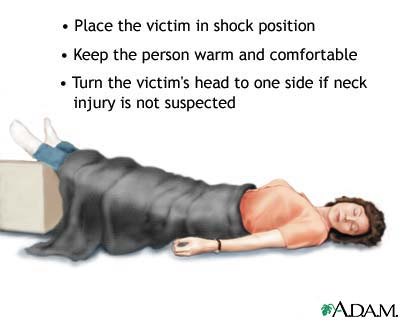 • Place the victim in shock position
• Keep the person warm and comfortable
• Turn the victim's head to one side if neck
injury is not suspected
ADAM.